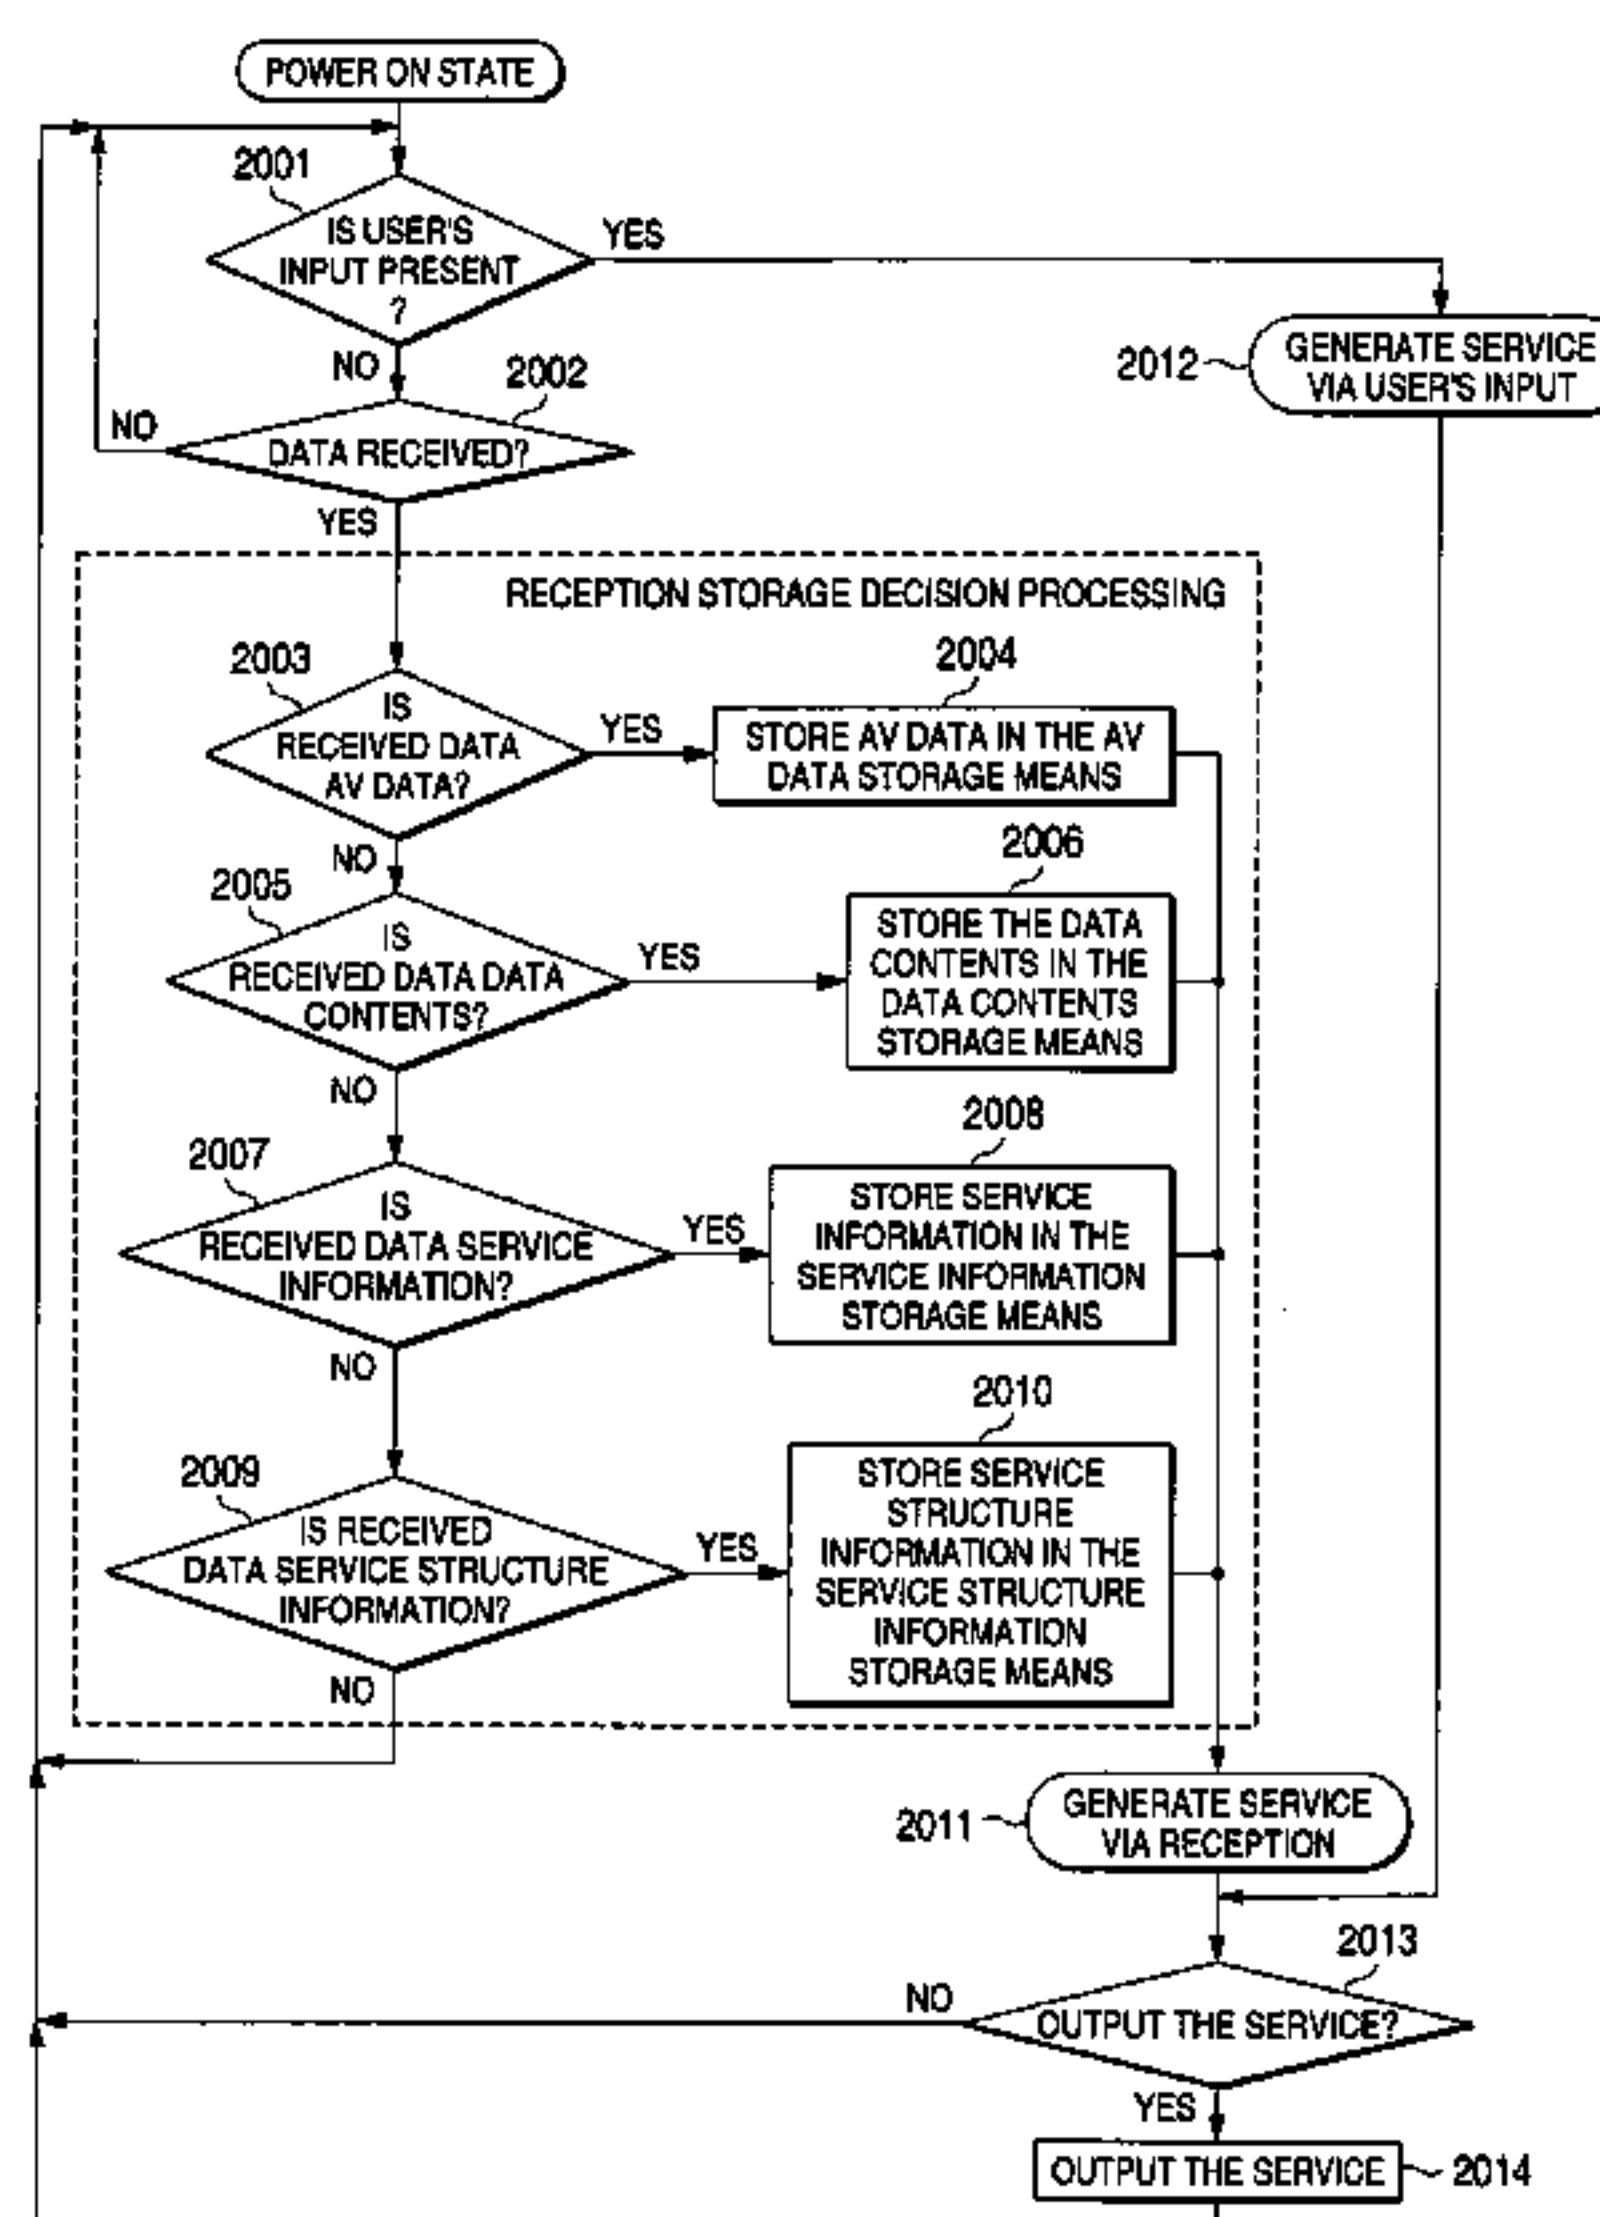 POWER ON STATE
2001
IS USER'S
INPUT PRESENT
?
YES
NO
2012
GENERATE SERVICE
VIA USER'S INPUT
2002
DATA RECEIVED?
NO
YES
RECEPTION STORAGE DECISION PROCESSING
2003
IS
RECEIVED DATA
AV DATA?
YES
NO
2004
STORE AV DATA IN THE AV
DATA STORAGE MEANS
2005
IS
RECEIVED DATA DATA
CONTENTS?
YES
NO
2006
STORE THE DATA
CONTENTS IN THE
DATA CONTENTS
STORAGE MEANS
2007
IS
RECEIVED DATA SERVICE
INFORMATION?
YES
NO
2008
STORE SERVICE
INFORMATION IN THE
SERVICE INFORMATION
STORAGE MEANS
2009
IS RECEIVED
DATA SERVICE STRUCTURE
INFORMATION?
YES
NO
2010
STORE SERVICE
STRUCTURE
INFORMATION IN THE
SERVICE STRUCTURE
INFORMATION
STORAGE MEANS
2011
GENERATE SERVICE
VIA RECEPTION
2013
OUTPUT THE SERVICE?
NO
YES
OUTPUT THE SERVICE
2014